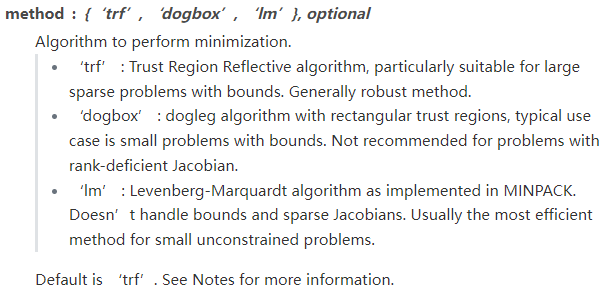 method : { ‘trf’, ‘dogbox’, ‘lm’}, optional
Algorithm to perform minimization.
• ‘trf’ : Trust Region Reflective algorithm, particularly suitable for large
sparse problems with bounds. Generally robust method.
• ‘dogbox’ : dogleg algorithm with rectangular trust regions, typical use
case is small problems with bounds. Not recommended for problems with
rank-deficient Jacobian.
• ‘lm’ : Levenberg-Marquardt algorithm as implemented in MINPACK.
Doesn’t handle bounds and sparse Jacobians. Usually the most efficient
method for small unconstrained problems.
Default is ‘trf’. See Notes for more information.